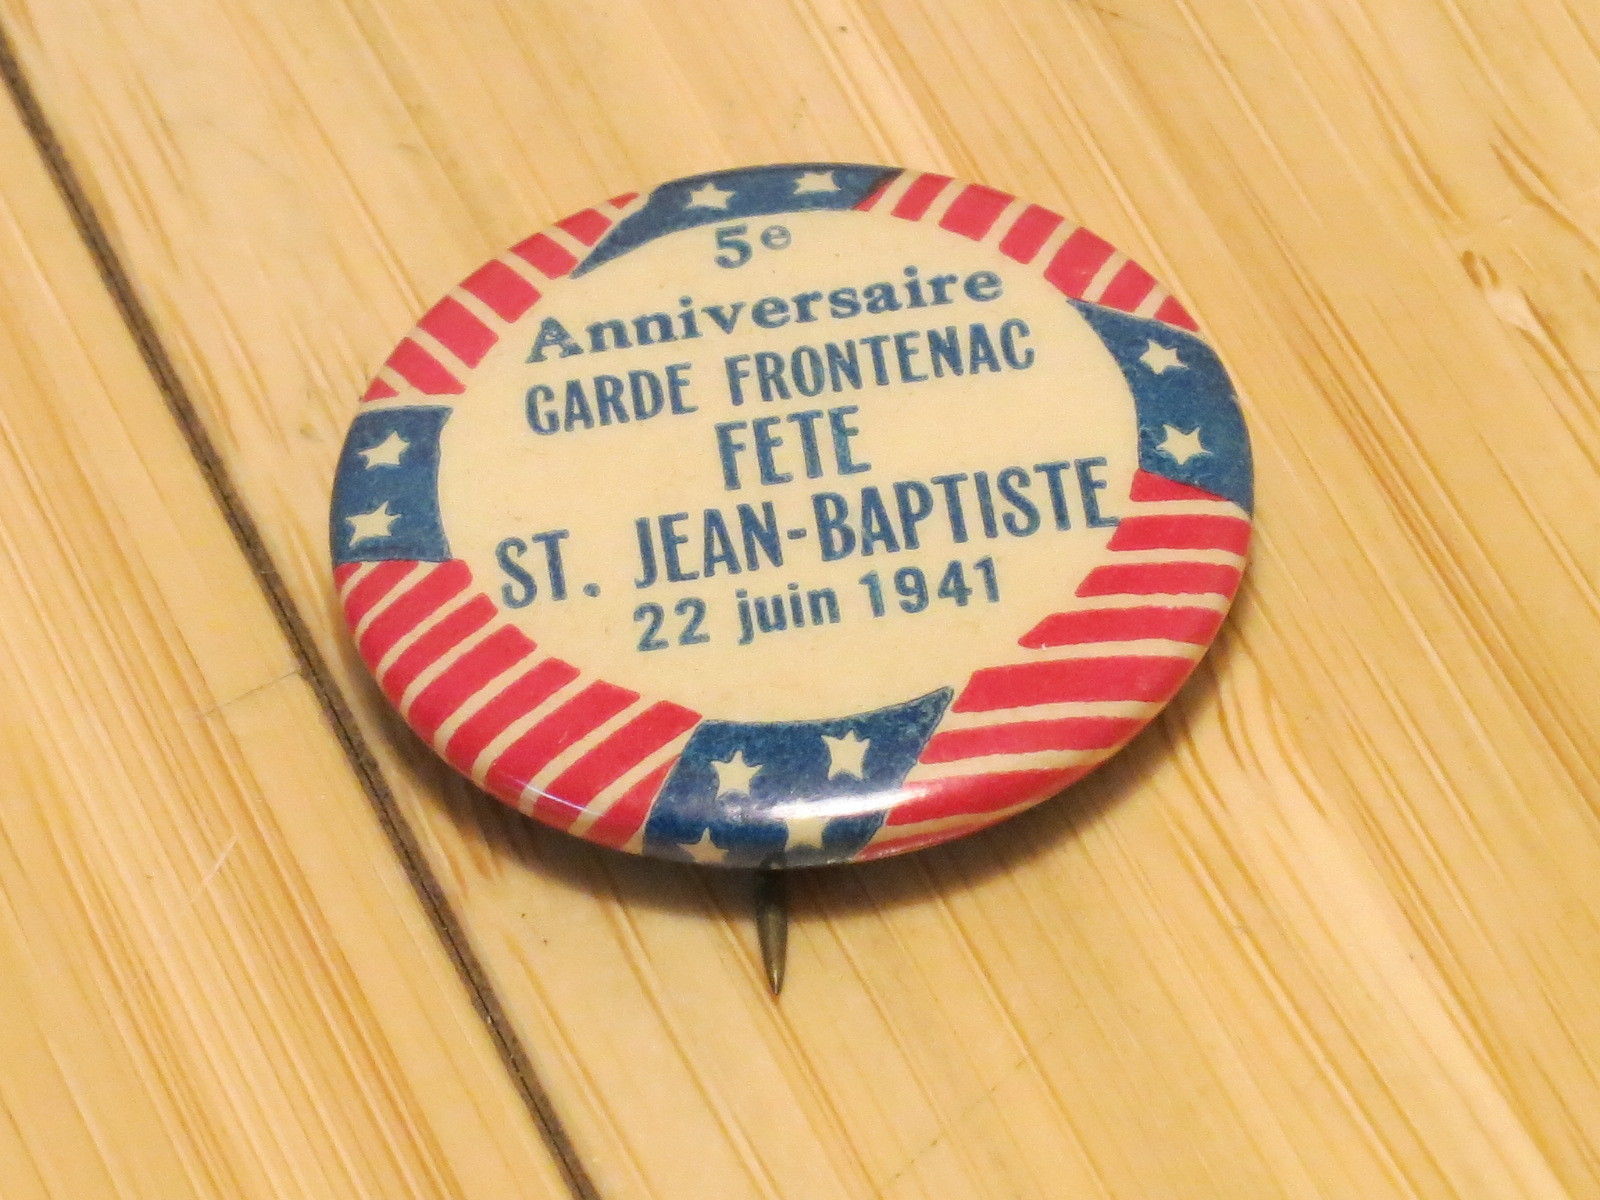 5e
Anniversaire
GARDE FRONTENAC
FETE
ST. JEAN-BAPTISTE
22 juin 1941